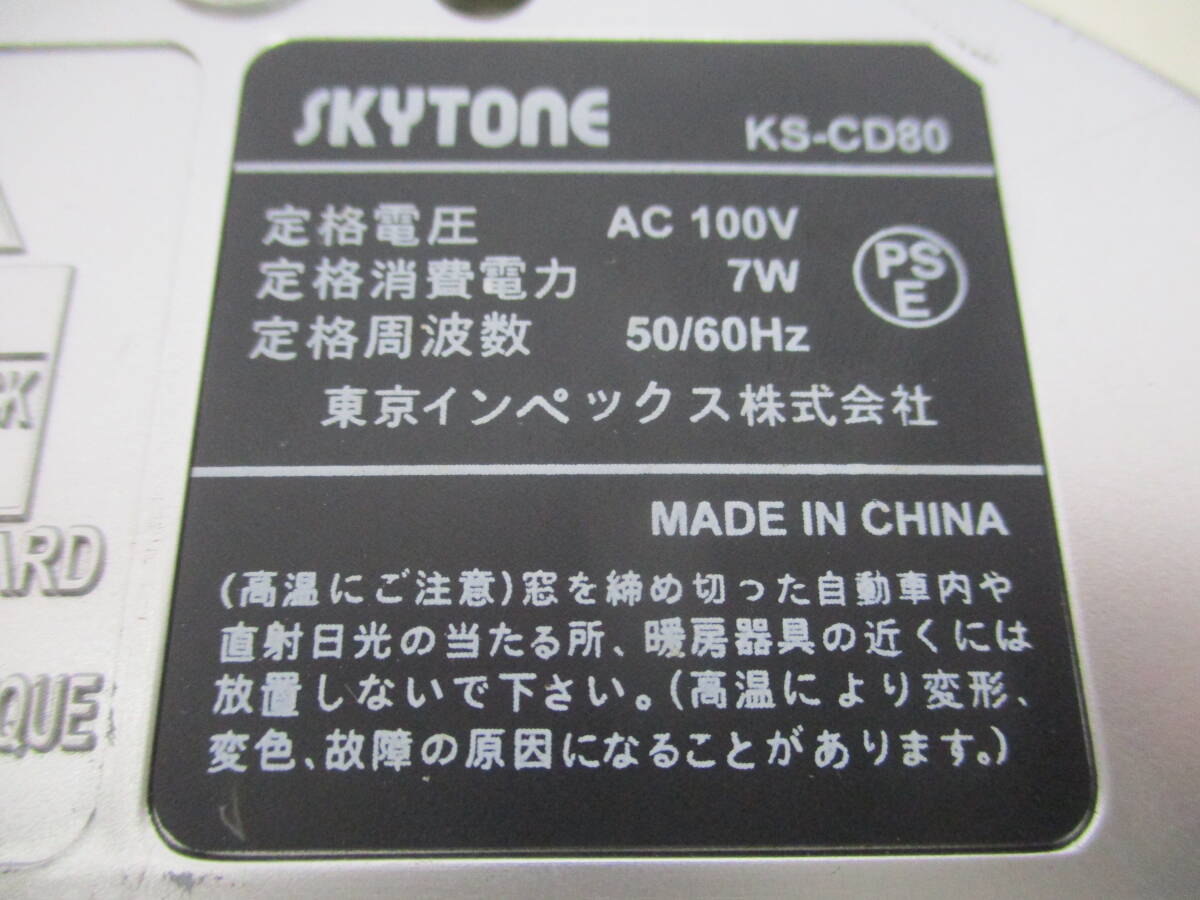 SKYTONE KS-CD80
定格電圧 AC 100V
定格消費電力 7W
PS
E
定格周波数 50/60Hz
東京インペックス株式会社
MADE IN CHINA
(高温にご注意)窓を締め切った自動車内や
直射日光の当たる所、暖房器具の近くには
放置しないで下さい。(高温により変形、
変色、故障の原因になることがあります。)